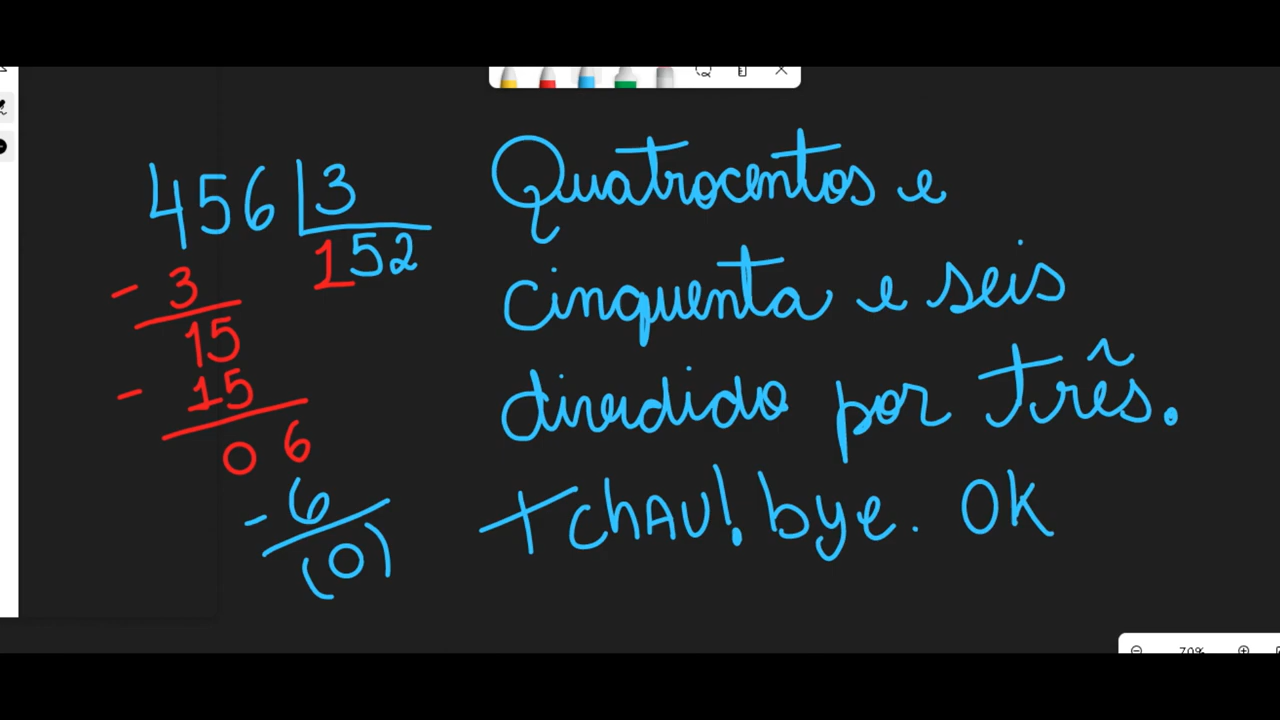 456 3
152
- 3
15
- 15
0 6
- 6
(0)
Quatrocentos e
cinquenta e seis
dividido por três.
tchAU! bye. OK
70%